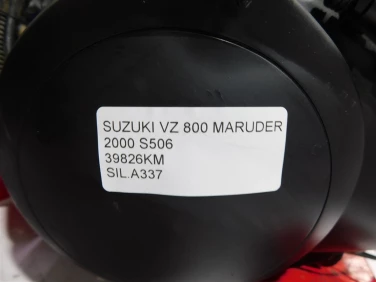 SUZUKI VZ 800 MARUDER
2000 S506
39826KM
SIL.A337